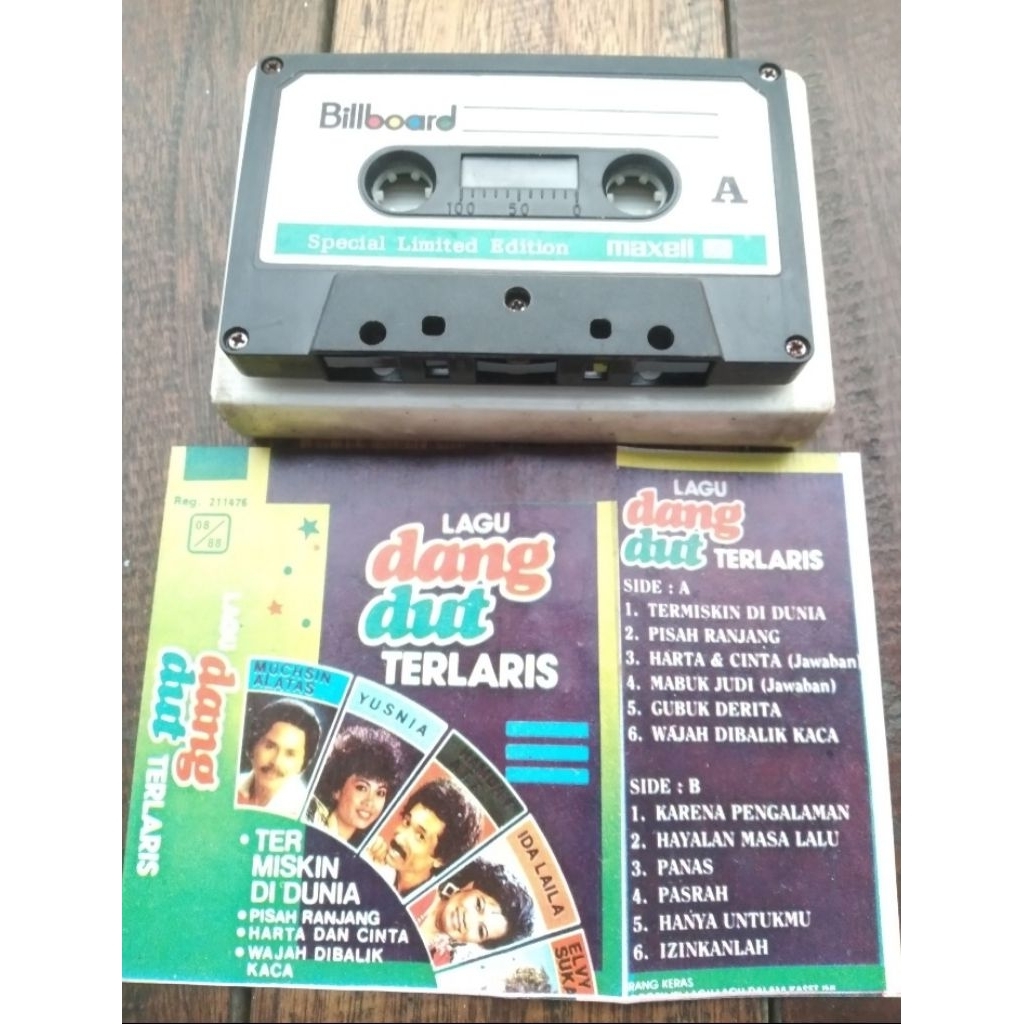 Billboard
A
100 50 0
Special Limited Edition maxell
Reg. 211476
08/88
LAGU
dang
dut
TERLARIS
LAGU
dang
dut
TERLARIS
MUCHSIN
ALATAS
YUSNIA
IDA LAILA
ELVY
SUKA
• TER
MISKIN
DI DUNIA
• PISAH RANJANG
• HARTA DAN CINTA
• WAJAH DIBALIK
KACA
LAGU
dang
dut TERLARIS
SIDE : A
1. TERMISKIN DI DUNIA
2. PISAH RANJANG
3. HARTA & CINTA (Jawaban)
4. MABUK JUDI (Jawaban)
5. GUBUK DERITA
6. WAJAH DIBALIK KACA
SIDE : B
1. KARENA PENGALAMAN
2. HAYALAN MASA LALU
3. PANAS
4. PASRAH
5. HANYA UNTUKMU
6. IZINKANLAH
RANG KERAS